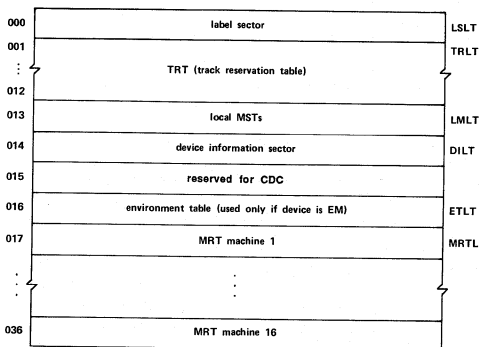 000 label sector LSLT
001 TRLT
TRT (track reservation table)
012
013 local MSTs LMLT
014 device information sector DILT
015 reserved for CDC
016 environment table (used only if device is EM) ETLT
017 MRT machine 1 MRTL
036 MRT machine 16